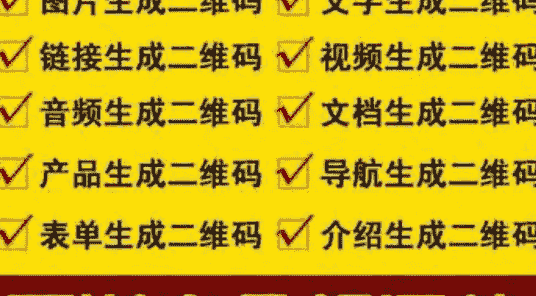 图片生成二维码 文字生成二维码
链接生成二维码 视频生成二维码
音频生成二维码 文档生成二维码
产品生成二维码 导航生成二维码
表单生成二维码 介绍生成二维码